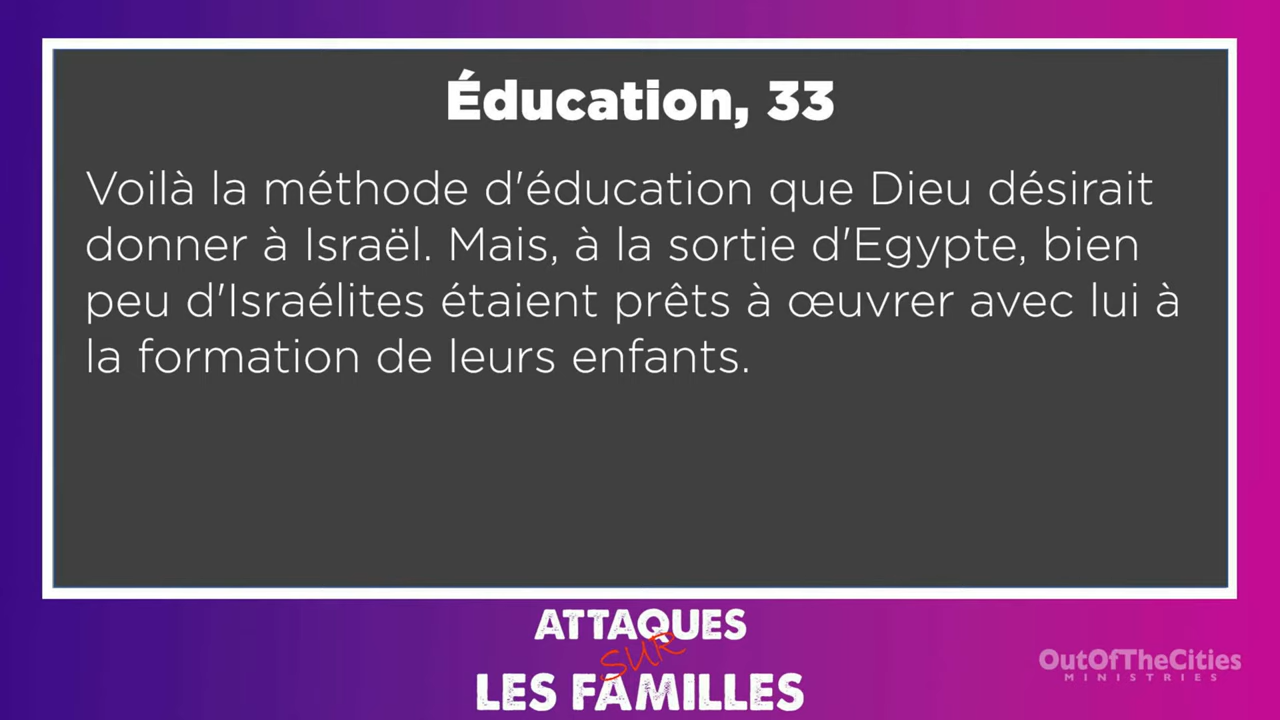 Éducation, 33
Voilà la méthode d'éducation que Dieu désirait
donner à Israël. Mais, à la sortie d'Egypte, bien
peu d'Israélites étaient prêts à œuvrer avec lui à
la formation de leurs enfants.
ATTAQUES
SUR
LES FAMILLES
OutOfTheCities
MINISTRIES